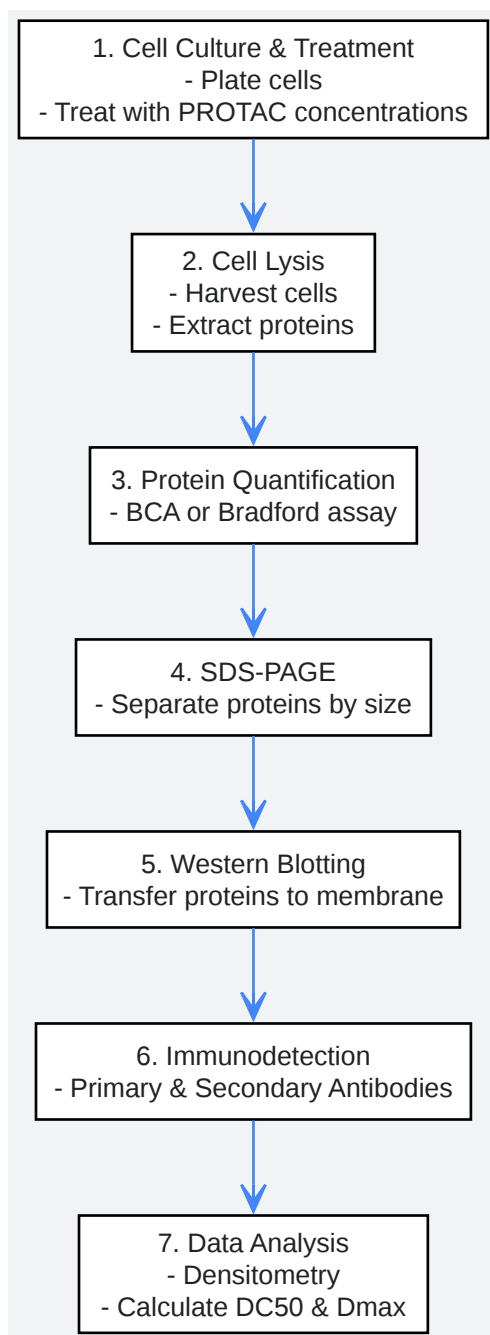 1. Cell Culture & Treatment
- Plate cells
- Treat with PROTAC concentrations
2. Cell Lysis
- Harvest cells
- Extract proteins
3. Protein Quantification
- BCA or Bradford assay
4. SDS-PAGE
- Separate proteins by size
5. Western Blotting
- Transfer proteins to membrane
6. Immunodetection
- Primary & Secondary Antibodies
7. Data Analysis
- Densitometry
- Calculate DC50 & Dmax